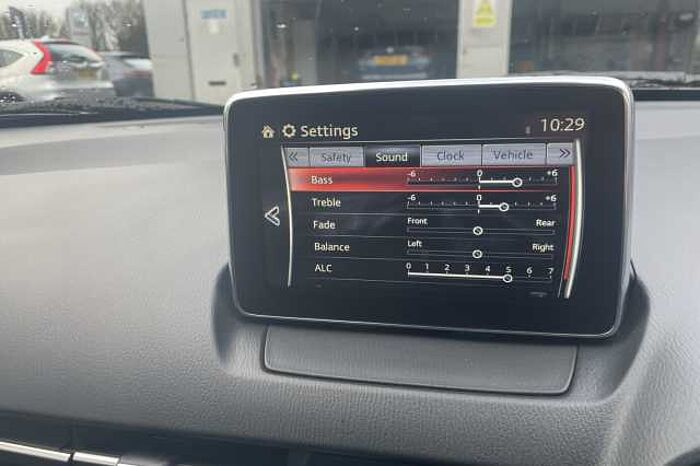 Settings 10:29
« Safety Sound Clock Vehicle »
Bass -6 0 +6
Treble -6 0 +6
Fade Front Rear
Balance Left Right
ALC 0 1 2 3 4 5 6 7